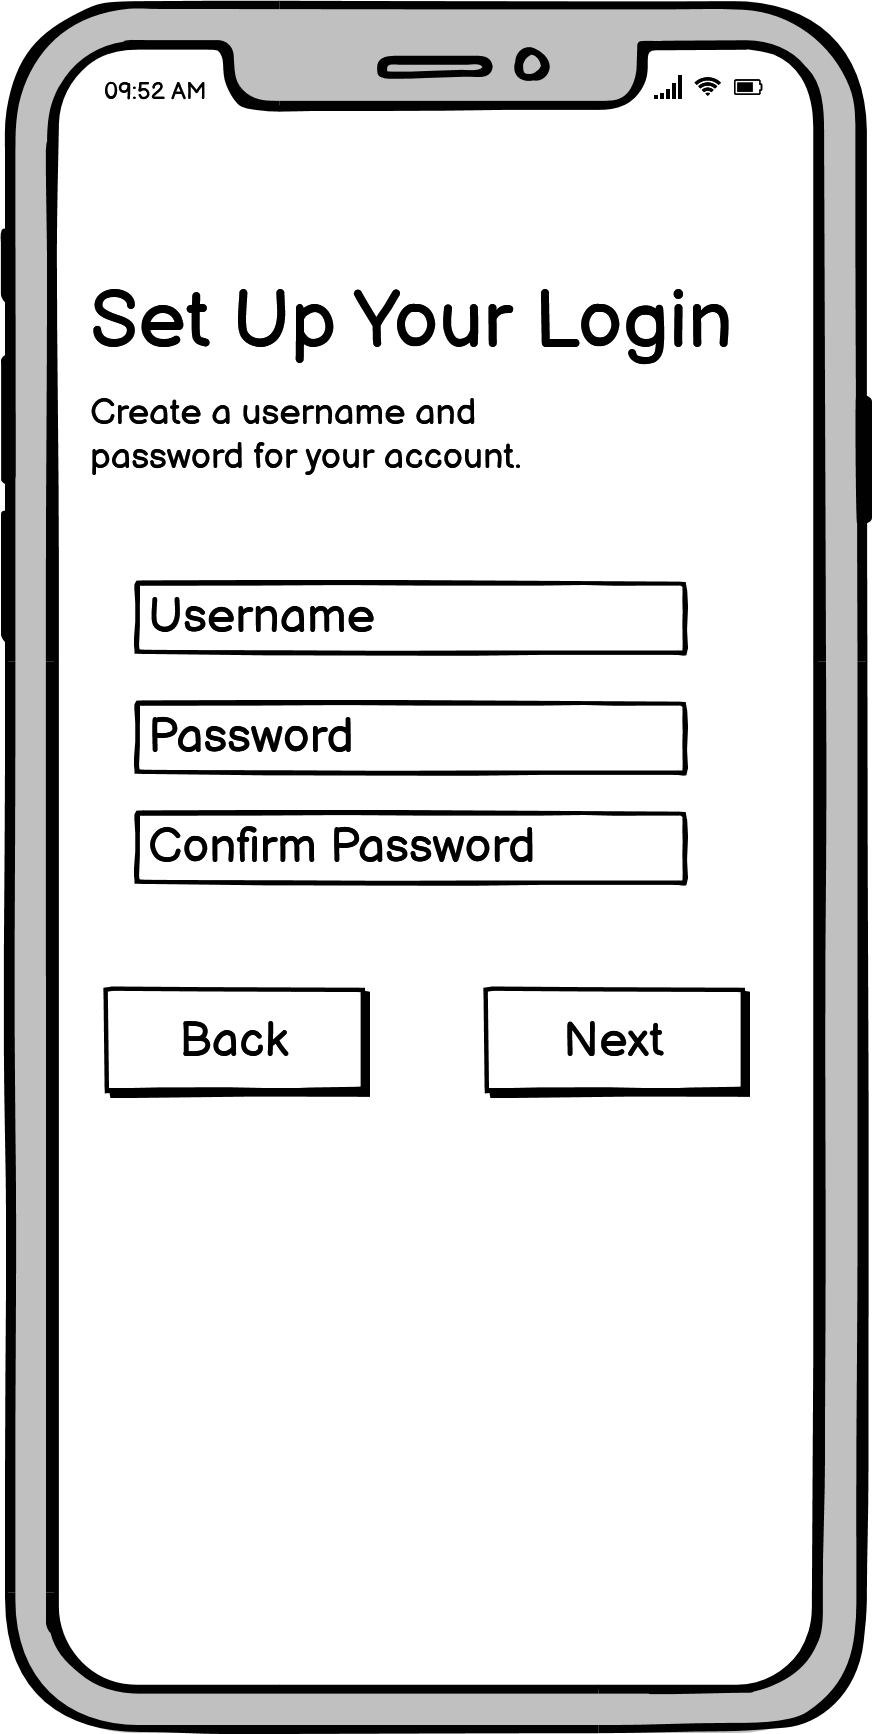 09:52 AM
Set Up Your Login
Create a username and
password for your account.
Username
Password
Confirm Password
Back
Next